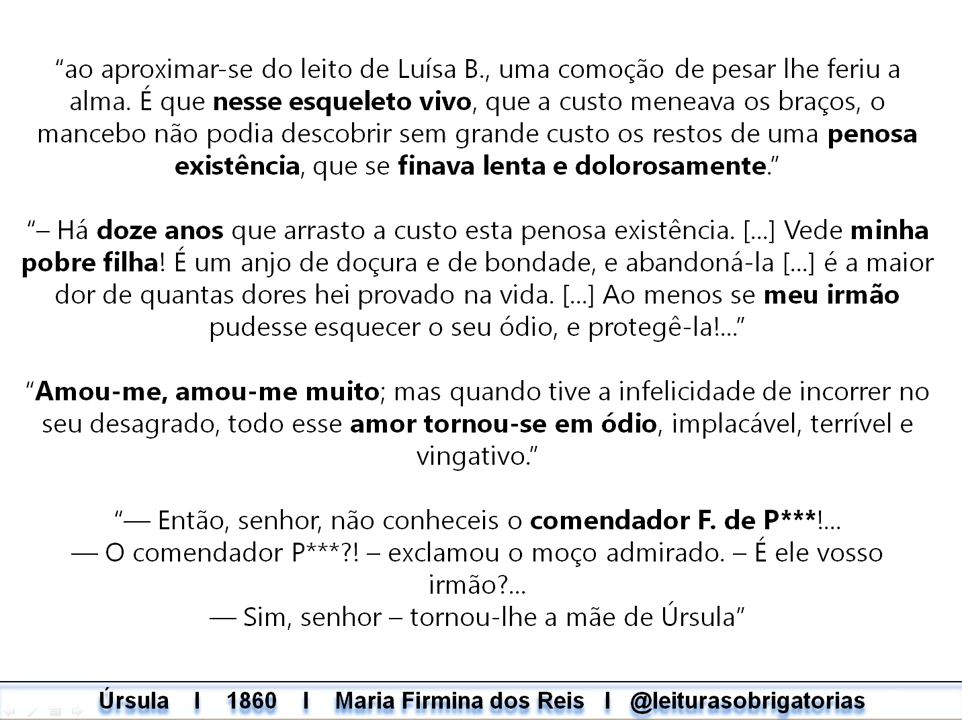 “ao aproximar-se do leito de Luísa B., uma comoção de pesar lhe feriu a
alma. É que nesse esqueleto vivo, que a custo meneava os braços, o
mancebo não podia descobrir sem grande custo os restos de uma penosa
existência, que se finava lenta e dolorosamente.”
“– Há doze anos que arrasto a custo esta penosa existência. [...] Vede minha
pobre filha! É um anjo de doçura e de bondade, e abandoná-la [...] é a maior
dor de quantas dores hei provado na vida. [...] Ao menos se meu irmão
pudesse esquecer o seu ódio, e protegê-la!...”
“Amou-me, amou-me muito; mas quando tive a infelicidade de incorrer no
seu desagrado, todo esse amor tornou-se em ódio, implacável, terrível e
vingativo.”
“— Então, senhor, não conheceis o comendador F. de P***!...
— O comendador P***?! – exclamou o moço admirado. – É ele vosso
irmão?...
— Sim, senhor – tornou-lhe a mãe de Úrsula”
Úrsula I 1860 I Maria Firmina dos Reis I @leiturasobrigatorias